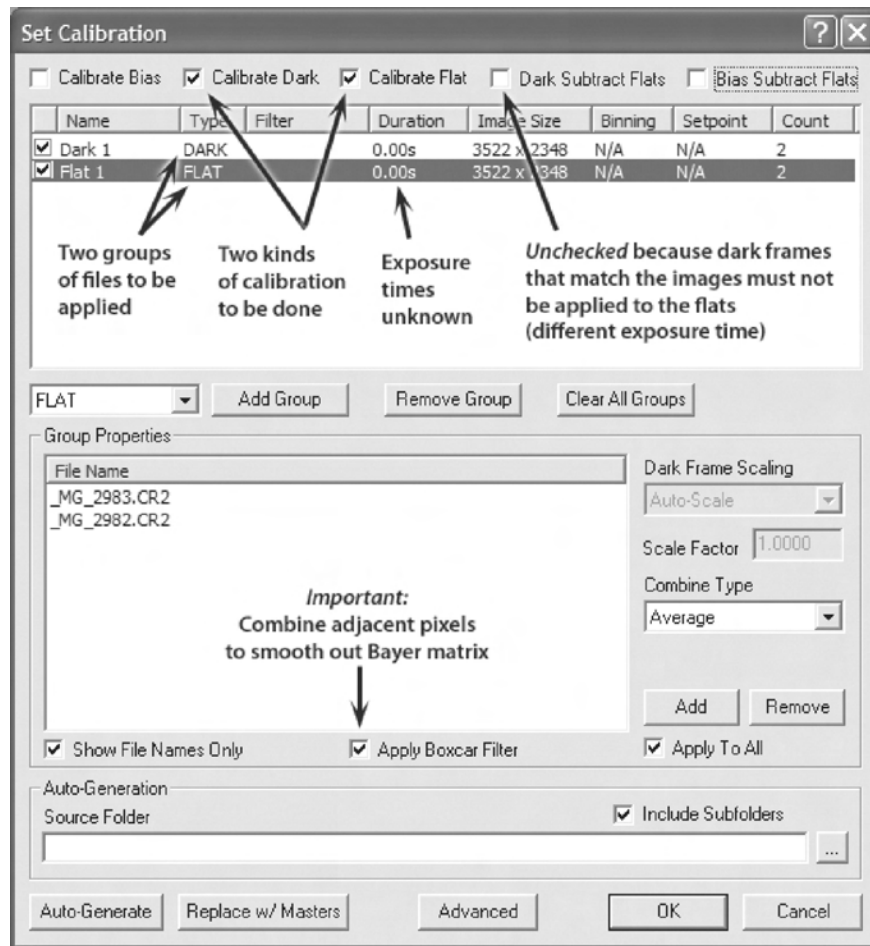 Set Calibration
Calibrate Bias Calibrate Dark Calibrate Flat Dark Subtract Flats Bias Subtract Flats
Name Type Filter Duration Image Size Binning Setpoint Count
Dark 1 DARK 0.00s 3522 x 2348 N/A N/A 2
Flat 1 FLAT 0.00s 3522 x 2348 N/A N/A 2
Two groups
of files to be
applied
Two kinds
of calibration
to be done
Exposure
times
unknown
Unchecked because dark frames
that match the images must not
be applied to the flats
(different exposure time)
FLAT Add Group Remove Group Clear All Groups
Group Properties
File Name
_MG_2983.CR2
_MG_2982.CR2
Important:
Combine adjacent pixels
to smooth out Bayer matrix
Dark Frame Scaling
Auto-Scale
Scale Factor 1.0000
Combine Type
Average
Add Remove
Show File Names Only Apply Boxcar Filter Apply To All
Auto-Generation
Source Folder Include Subfolders
...
Auto-Generate Replace w/ Masters Advanced OK Cancel